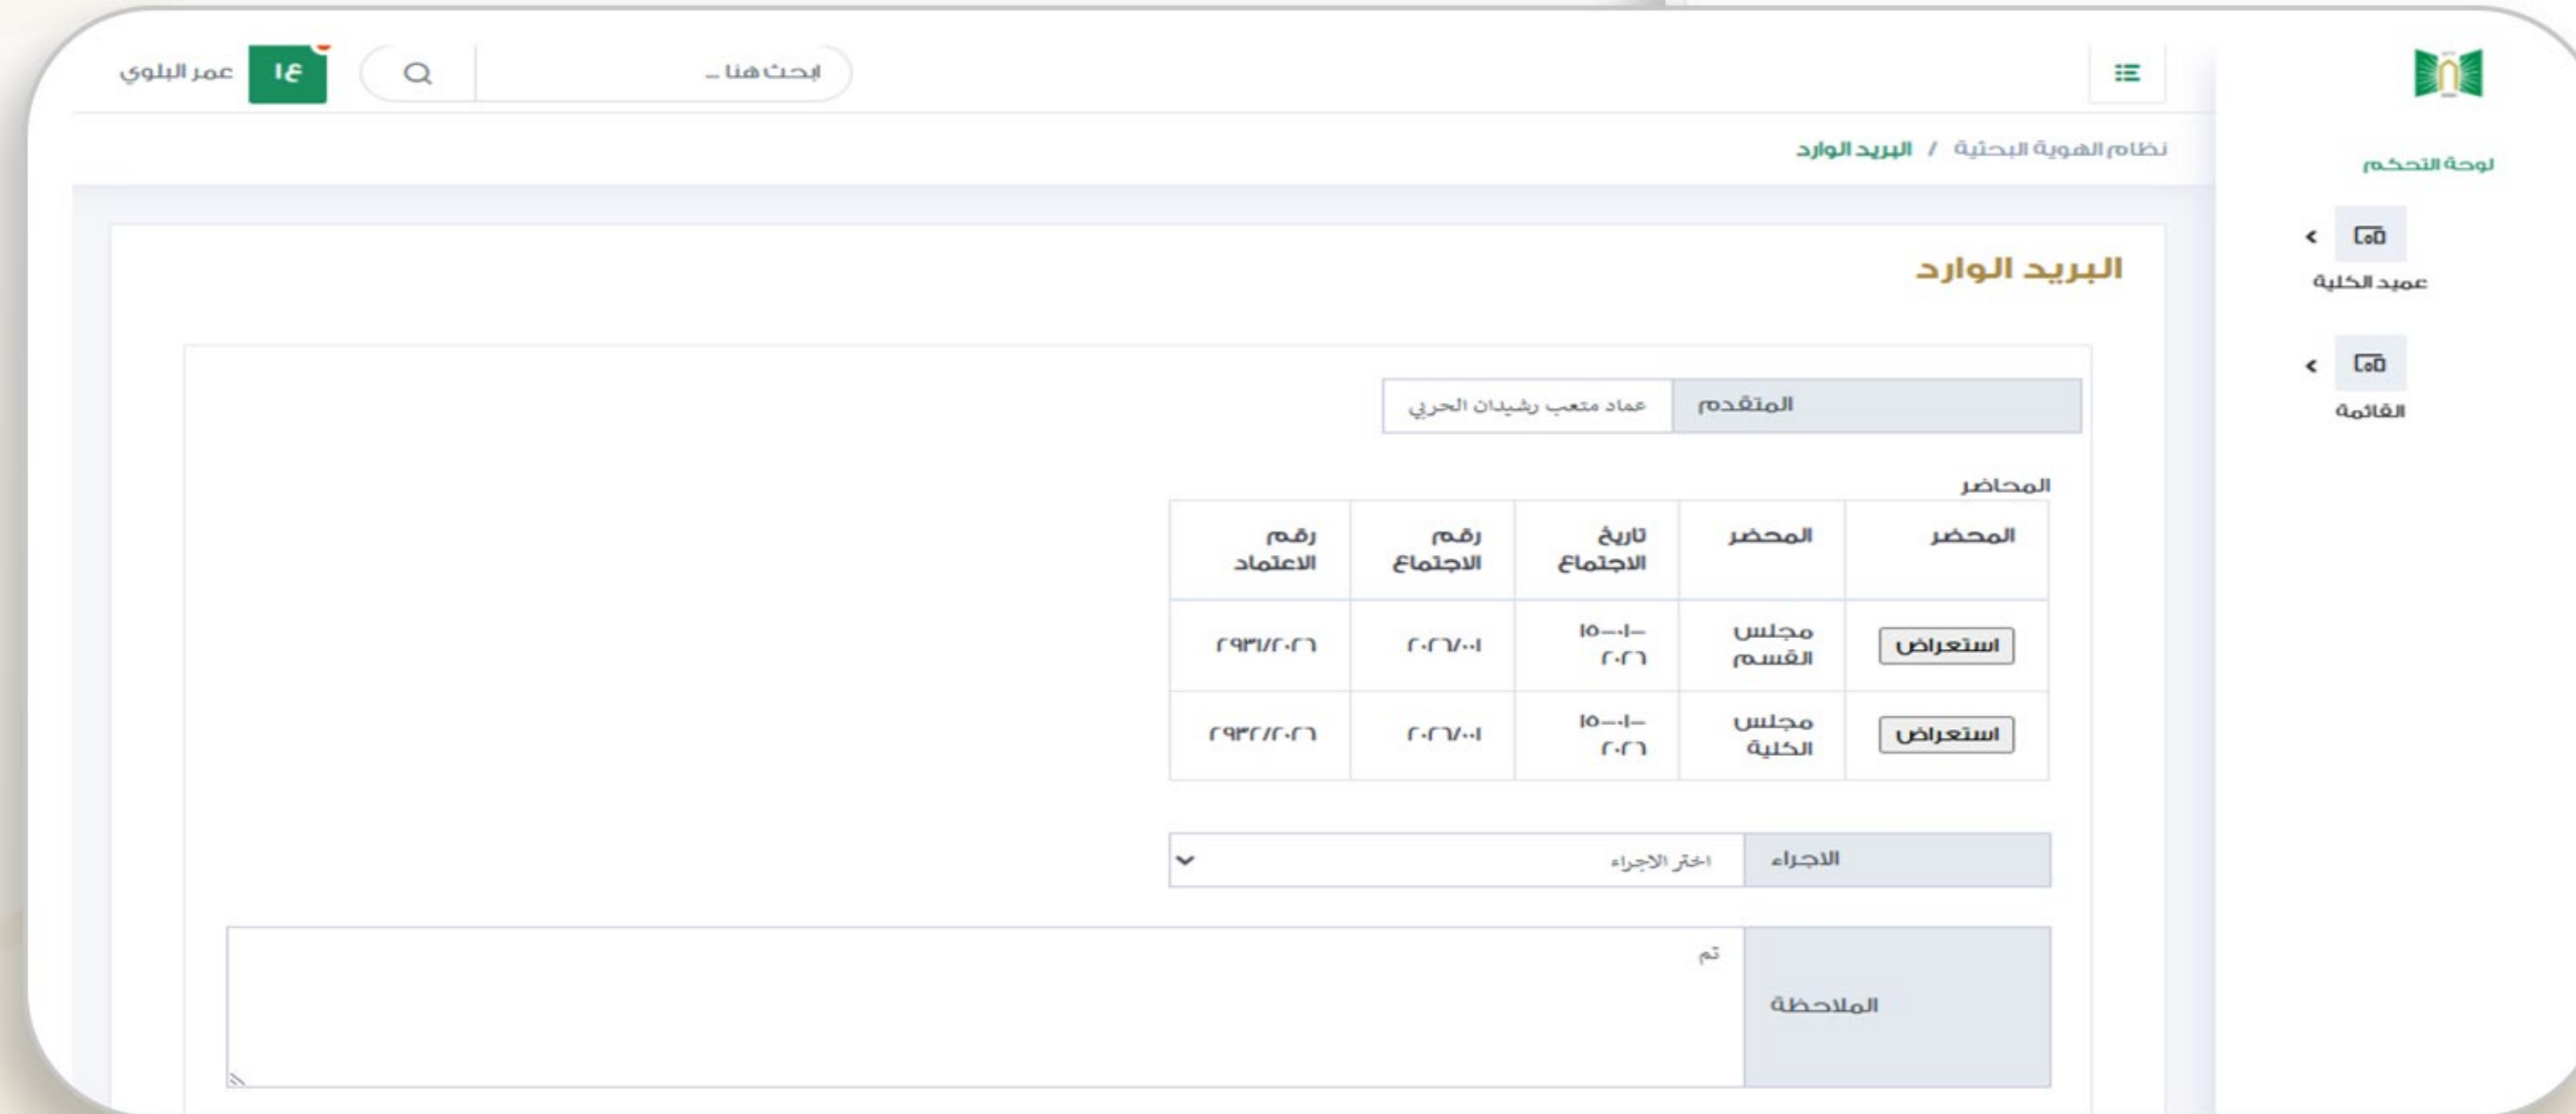 عمر البلوي
ع ا
ابحث هنا ...
نظام الهوية البحثية / البريد الوارد
لوحة التحكم
عميد الكلية
القائمة
البريد الوارد
المتقدم عماد متعب رشيدان الحربي
المحاضر
المحضر المحضر تاريخ الاجتماع رقم الاجتماع رقم الاعتماد
استعراض مجلس القسم ١٥-٠١-٢٠٢٦ ٢٠٢٦/٠٠١ ٢٩٣١/٢٠٢٦
استعراض مجلس الكلية ١٥-٠١-٢٠٢٦ ٢٠٢٦/٠٠١ ٢٩٣٢/٢٠٢٦
الاجراء اختر الاجراء
الملاحظة تم